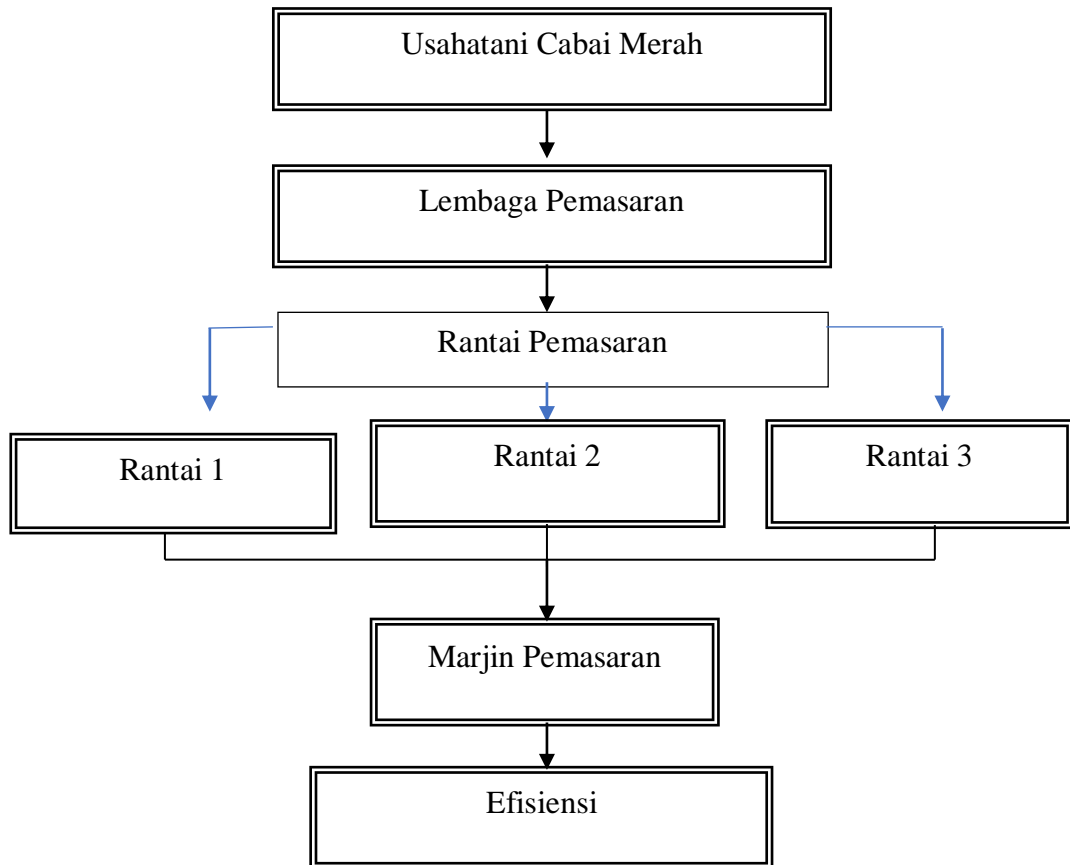 Usahatani Cabai Merah
Lembaga Pemasaran
Rantai Pemasaran
Rantai 1
Rantai 2
Rantai 3
Marjin Pemasaran
Efisiensi